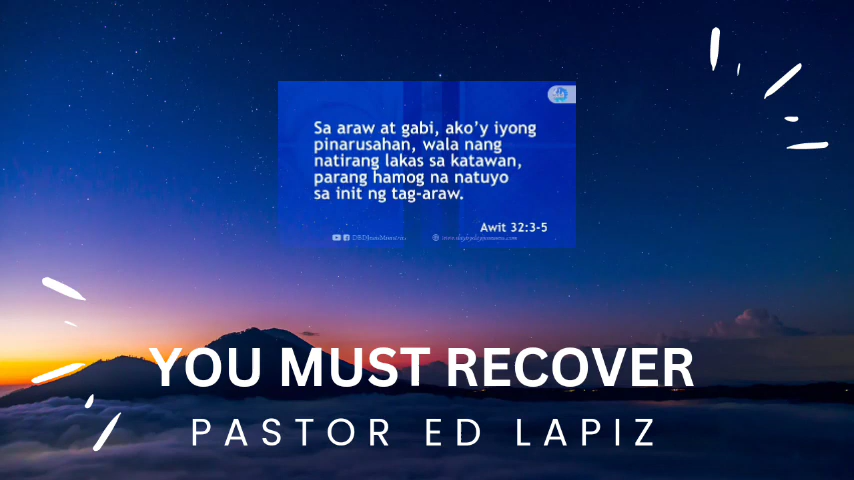 Sa araw at gabi, ako'y iyong
pinarusahan, wala nang
natirang lakas sa katawan,
parang hamog na natuyo
sa init ng tag-araw.
Awit 32:3-5
YOU MUST RECOVER
PASTOR ED LAPIZ